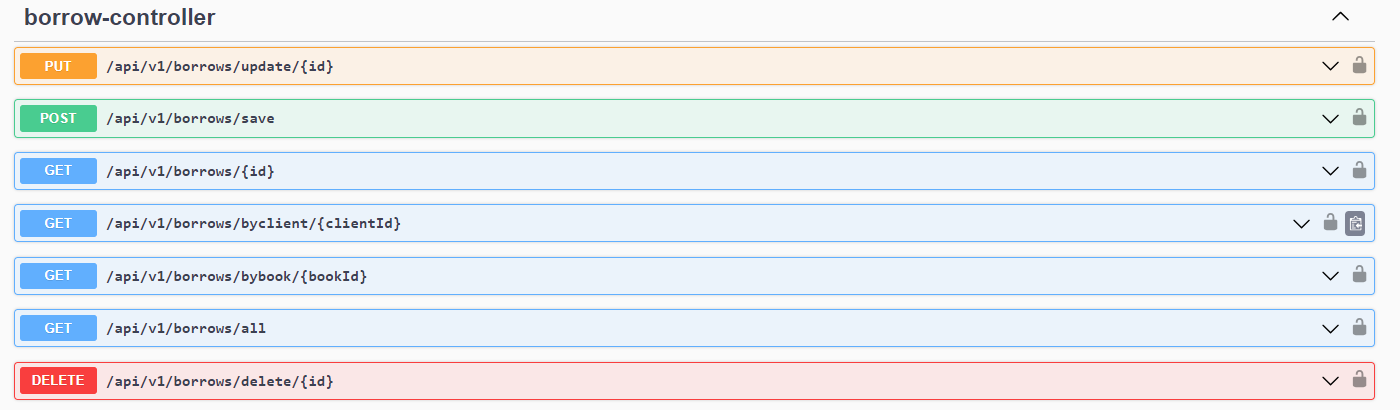 borrow-controller
PUT /api/v1/borrows/update/{id}
POST /api/v1/borrows/save
GET /api/v1/borrows/{id}
GET /api/v1/borrows/byclient/{clientId}
GET /api/v1/borrows/bybook/{bookId}
GET /api/v1/borrows/all
DELETE /api/v1/borrows/delete/{id}